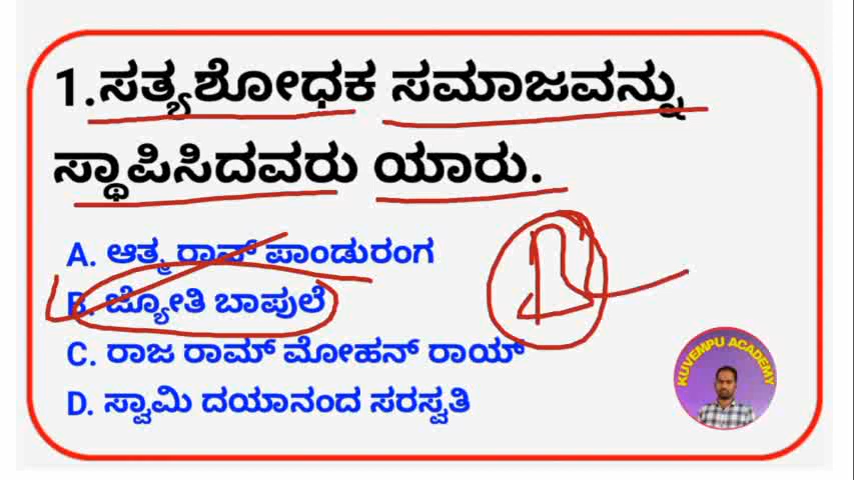 1.ಸತ್ಯಶೋಧಕ ಸಮಾಜವನ್ನು
ಸ್ಥಾಪಿಸಿದವರು ಯಾರು.
A. ಆತ್ಮ ರಾಮ್ ಪಾಂಡುರಂಗ
B. ಜ್ಯೋತಿ ಬಾಪುಲೆ
C. ರಾಜ ರಾಮ್ ಮೋಹನ್ ರಾಯ್
D. ಸ್ವಾಮಿ ದಯಾನಂದ ಸರಸ್ವತಿ
KUVEMPU ACADEMY